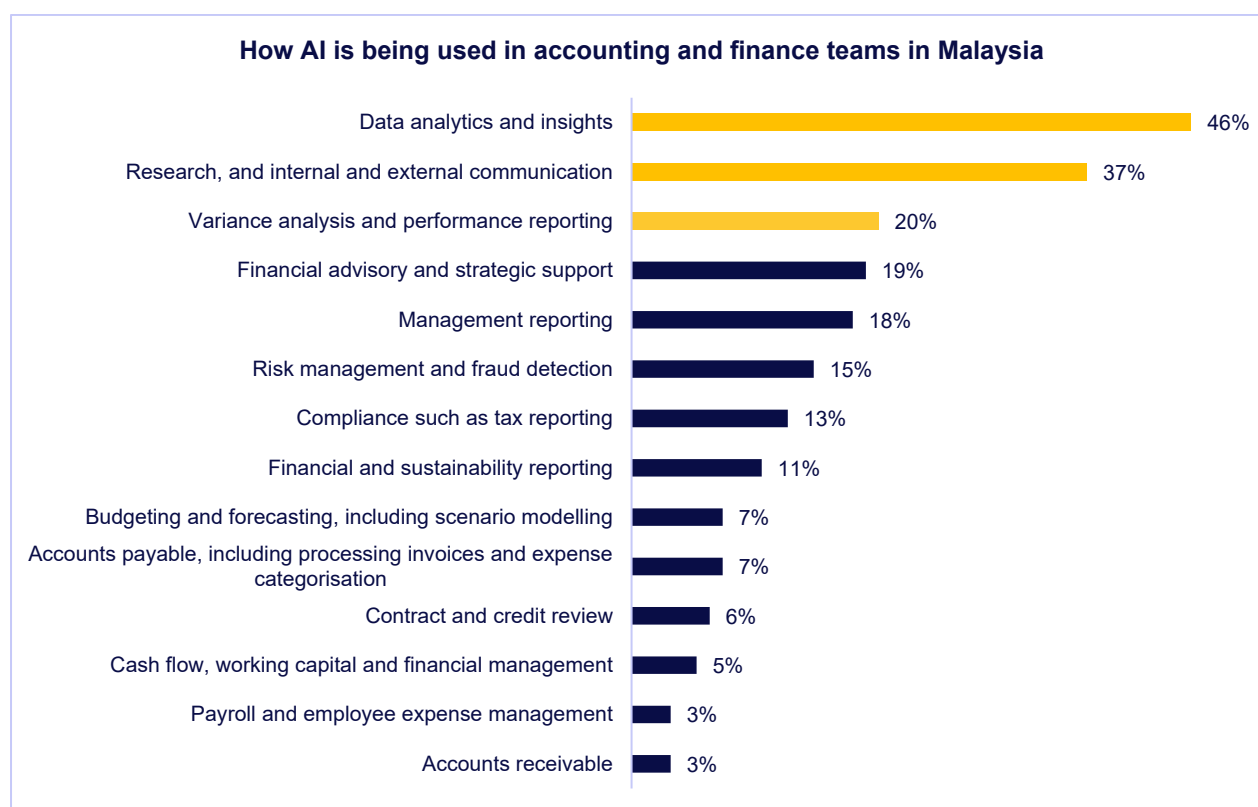 How AI is being used in accounting and finance teams in Malaysia
Data analytics and insights 46%
Research, and internal and external communication 37%
Variance analysis and performance reporting 20%
Financial advisory and strategic support 19%
Management reporting 18%
Risk management and fraud detection 15%
Compliance such as tax reporting 13%
Financial and sustainability reporting 11%
Budgeting and forecasting, including scenario modelling 7%
Accounts payable, including processing invoices and expense
categorisation 7%
Contract and credit review 6%
Cash flow, working capital and financial management 5%
Payroll and employee expense management 3%
Accounts receivable 3%